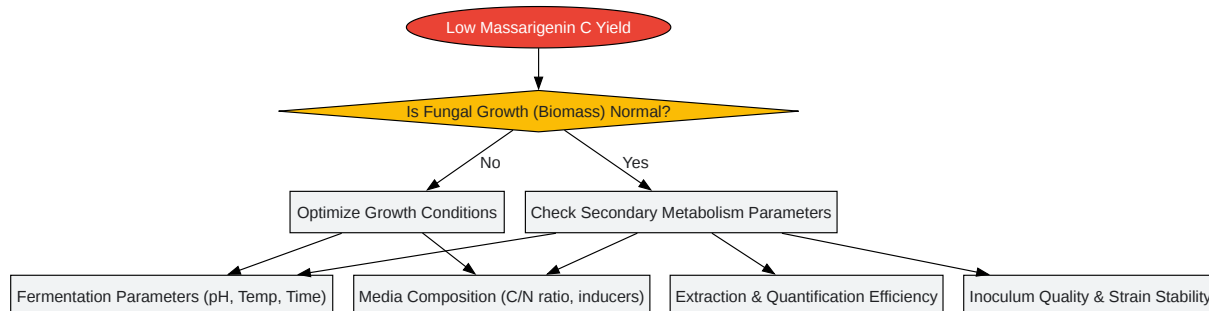 Low Massarigenin C Yield
Is Fungal Growth (Biomass) Normal?
No
Yes
Optimize Growth Conditions
Check Secondary Metabolism Parameters
Fermentation Parameters (pH, Temp, Time)
Media Composition (C/N ratio, inducers)
Extraction & Quantification Efficiency
Inoculum Quality & Strain Stability